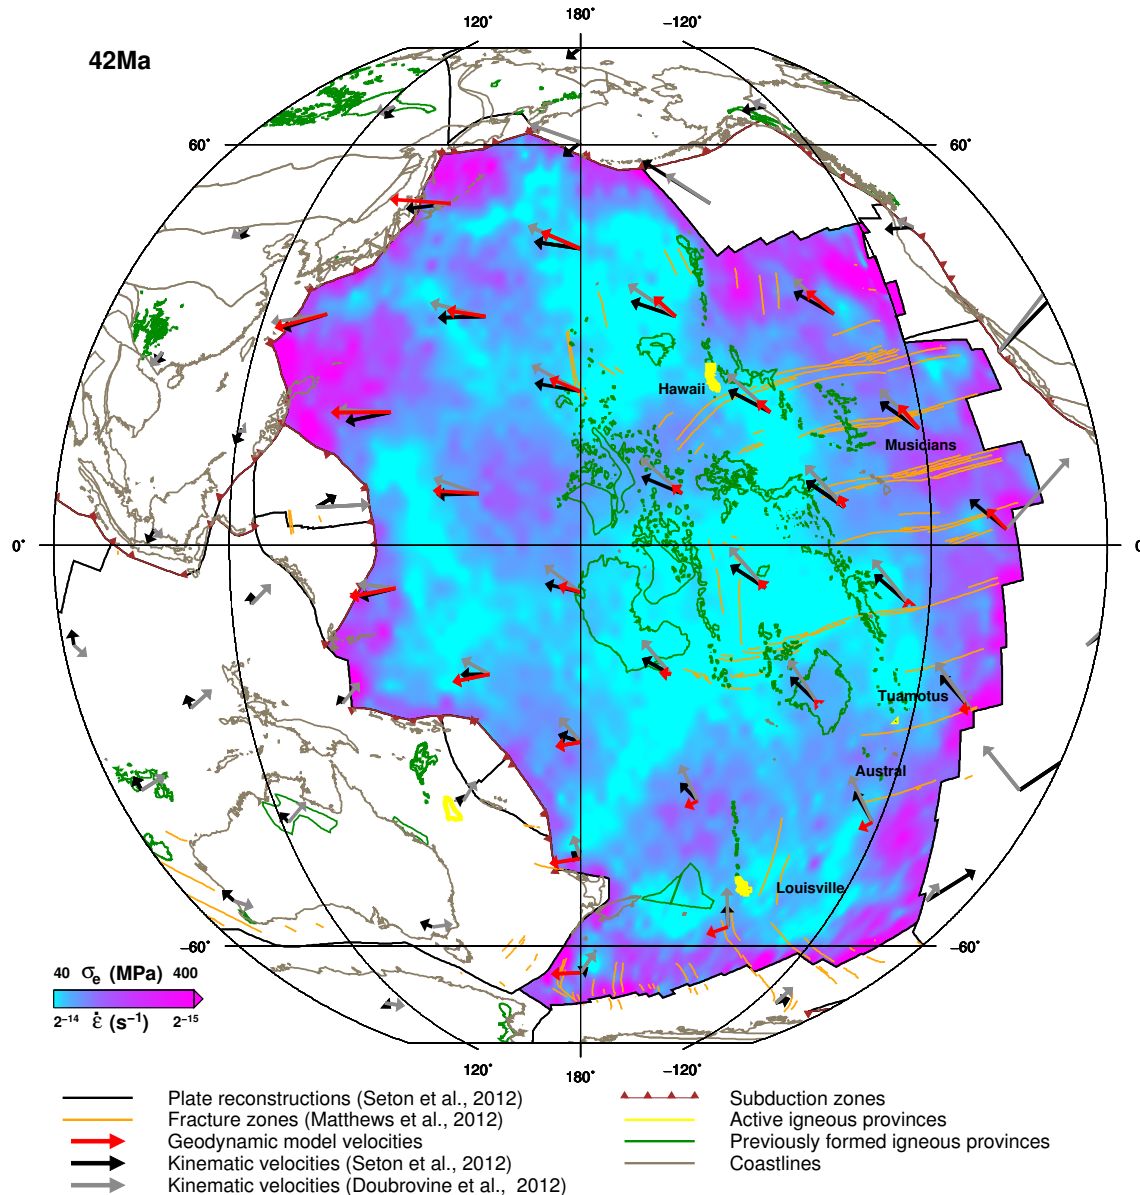 120° 180° −120°
42Ma
60° 60°
Hawaii
Musicians
0° 0
Tuamotus
Austral
Louisville
−60° −60°
40 σe (MPa) 400
2−14 ε̇ (s−1) 2−15
120° 180° −120°
Plate reconstructions (Seton et al., 2012)
Fracture zones (Matthews et al., 2012)
Geodynamic model velocities
Kinematic velocities (Seton et al., 2012)
Kinematic velocities (Doubrovine et al., 2012)
Subduction zones
Active igneous provinces
Previously formed igneous provinces
Coastlines